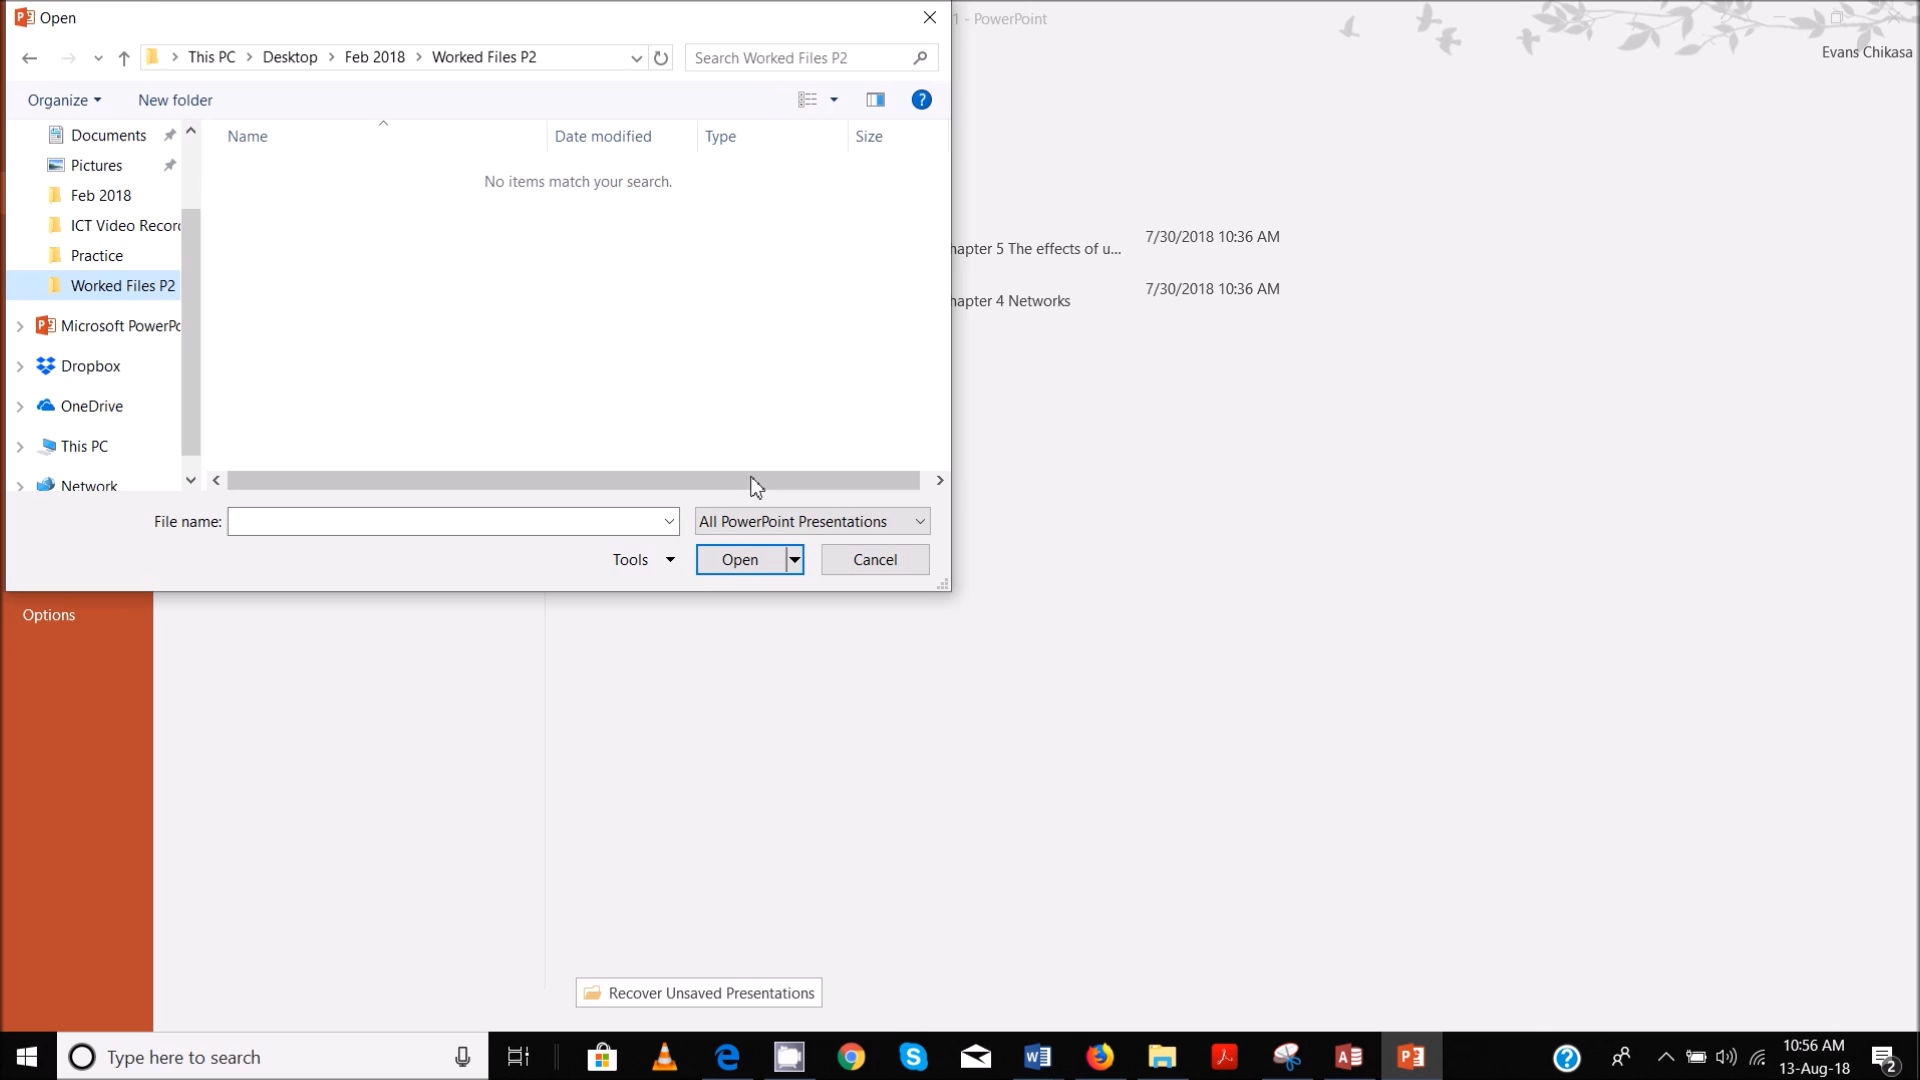 Open
1 - PowerPoint
Evans Chikasa
This PC
Desktop
Feb 2018
Worked Files P2
Search Worked Files P2
Organize
New folder
Name
Date modified
Type
Size
Documents
Pictures
Feb 2018
ICT Video Recor
Practice
Worked Files P2
Microsoft PowerPo
Dropbox
OneDrive
This PC
Network
No items match your search.
hapter 5 The effects of u...
7/30/2018 10:36 AM
hapter 4 Networks
7/30/2018 10:36 AM
File name:
All PowerPoint Presentations
Tools
Open
Cancel
Options
Recover Unsaved Presentations
Type here to search
10:56 AM
13-Aug-18
2